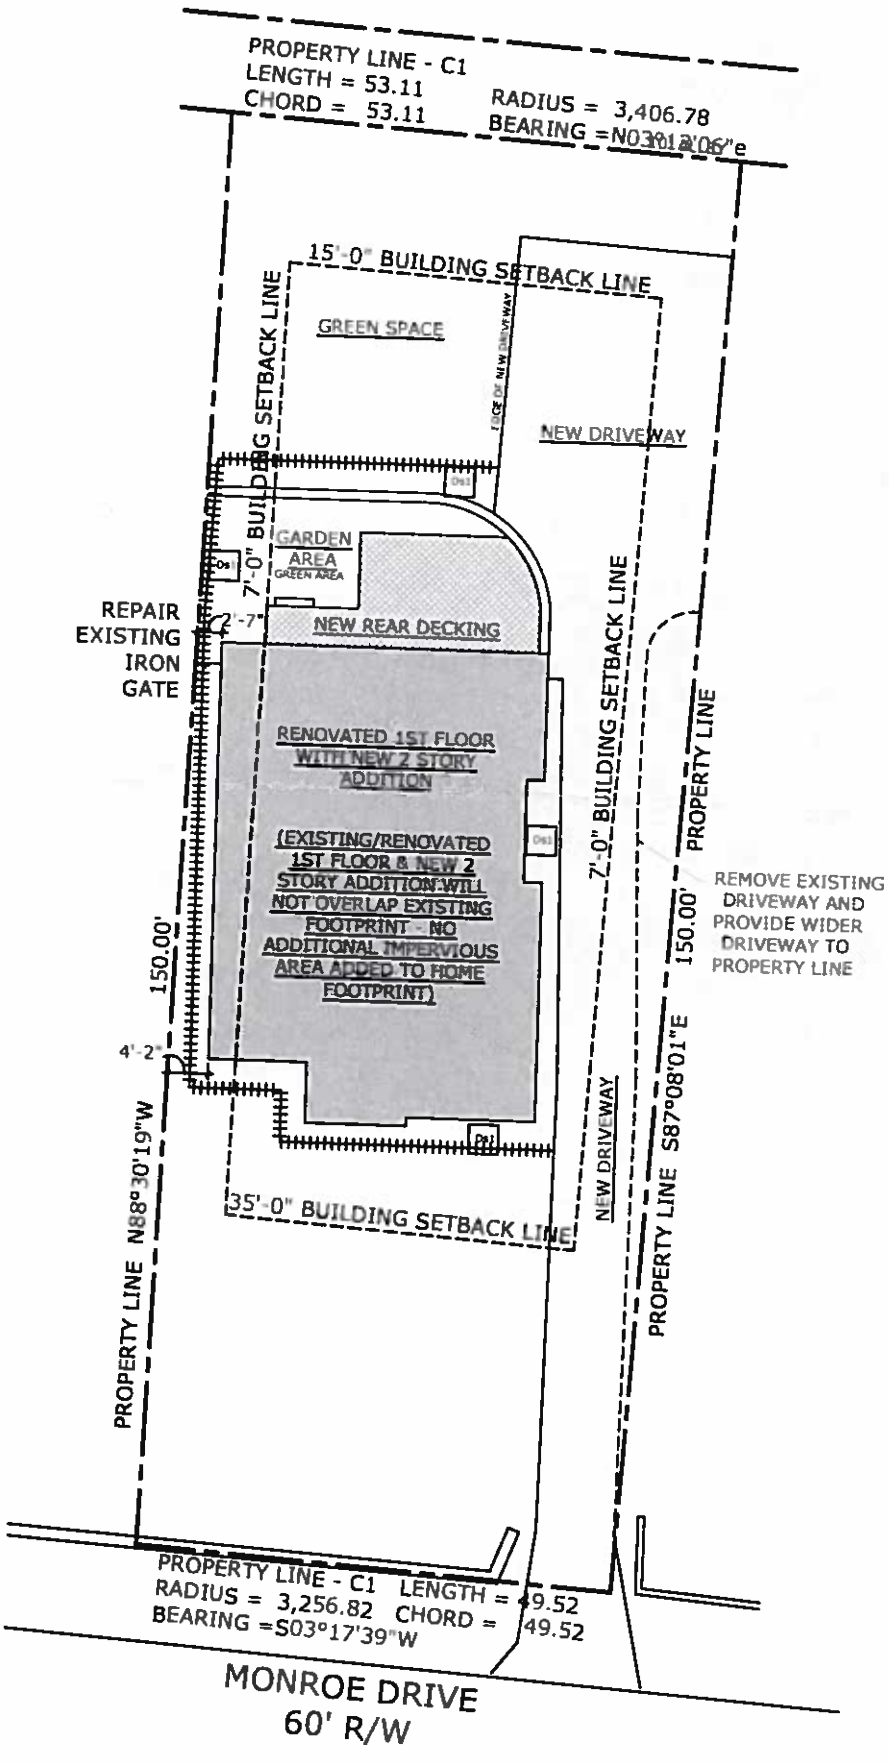 PROPERTY LINE - C1
LENGTH = 53.11
CHORD = 53.11
RADIUS = 3,406.78
BEARING =
15'-0" BUILDING SETBACK LINE
7'-0" BUILDING SETBACK LINE
GREEN SPACE
EDGE OF NEW DRIVEWAY
NEW DRIVEWAY
Ds1
GARDEN
AREA
GREEN AREA
Ds1
REPAIR
EXISTING
IRON
GATE
2'-7"
NEW REAR DECKING
7'-0" BUILDING SETBACK LINE
RENOVATED 1ST FLOOR
WITH NEW 2 STORY
ADDITION
(EXISTING/RENOVATED
1ST FLOOR & NEW 2
STORY ADDITION WILL
NOT OVERLAP EXISTING
FOOTPRINT - NO
ADDITIONAL IMPERVIOUS
AREA ADDED TO HOME
FOOTPRINT)
Ds1
REMOVE EXISTING
DRIVEWAY AND
PROVIDE WIDER
DRIVEWAY TO
PROPERTY LINE
PROPERTY LINE S87°08'01"E 150.00' PROPERTY LINE
4'-2"
PROPERTY LINE N88°30'19"W 150.00'
Ds1
NEW DRIVEWAY
35'-0" BUILDING SETBACK LINE
PROPERTY LINE - C1 LENGTH = 49.52
RADIUS = 3,256.82 CHORD = 49.52
BEARING =S03°17'39"W
MONROE DRIVE
60' R/W